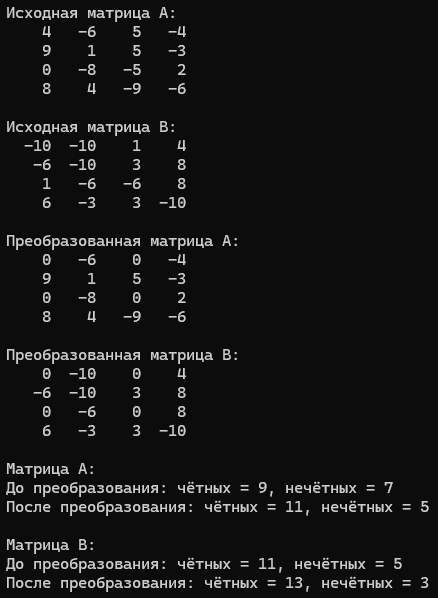 Исходная матрица A:
4 -6 5 -4
9 1 5 -3
0 -8 -5 2
8 4 -9 -6
Исходная матрица B:
-10 -10 1 4
-6 -10 3 8
1 -6 -6 8
6 -3 3 -10
Преобразованная матрица A:
0 -6 0 -4
9 1 5 -3
0 -8 0 2
8 4 -9 -6
Преобразованная матрица B:
0 -10 0 4
-6 -10 3 8
0 -6 0 8
6 -3 3 -10
Матрица A:
До преобразования: чётных = 9, нечётных = 7
После преобразования: чётных = 11, нечётных = 5
Матрица B:
До преобразования: чётных = 11, нечётных = 5
После преобразования: чётных = 13, нечётных = 3